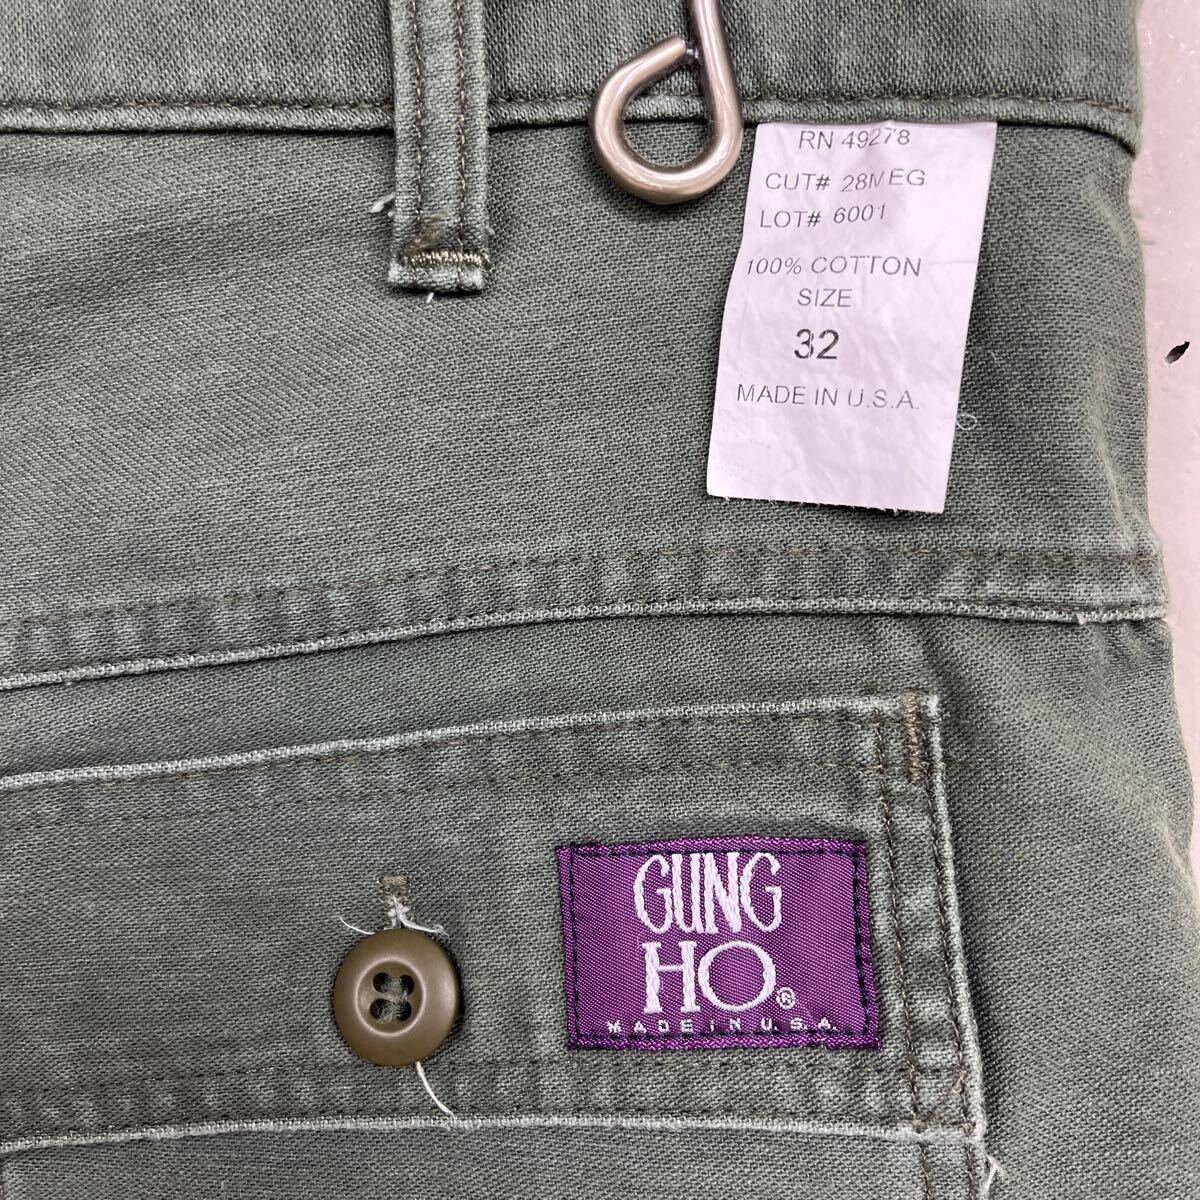 RN 49278
CUT# 28MEG
LOT# 6001
100% COTTON
SIZE
32
MADE IN U.S.A.
GUNG
HO®
MADE IN U.S.A.